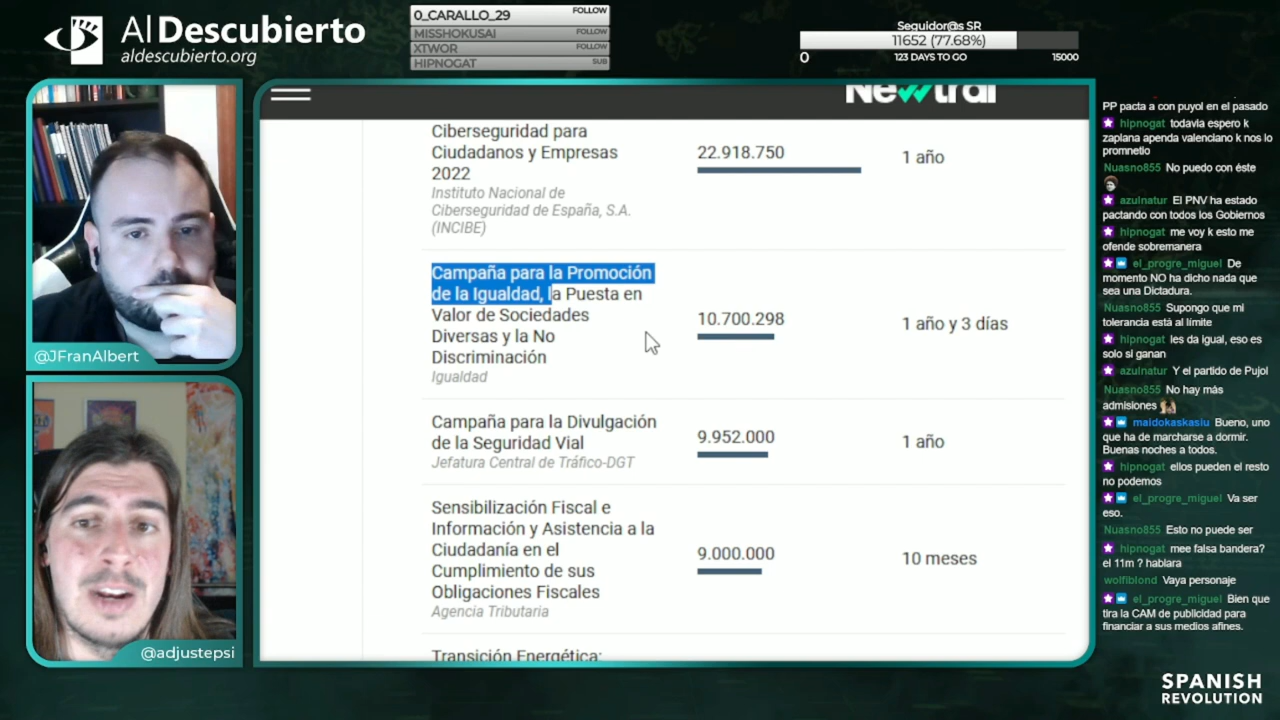 Al Descubierto
aldescubierto.org
0_CARALLO_29 FOLLOW
MISSHOKUSAI FOLLOW
XTWOR FOLLOW
HIPNOGAT SUB
Seguidor@s SR
11652 (77.68%)
0 123 DAYS TO GO 15000
@JFranAlbert
@adjustepsi
Newtral
Ciberseguridad para
Ciudadanos y Empresas
2022
Instituto Nacional de
Ciberseguridad de España, S.A.
(INCIBE)
22.918.750
1 año
Campaña para la Promoción
de la Igualdad, la Puesta en
Valor de Sociedades
Diversas y la No
Discriminación
Igualdad
10.700.298
1 año y 3 días
Campaña para la Divulgación
de la Seguridad Vial
Jefatura Central de Tráfico-DGT
9.952.000
1 año
Sensibilización Fiscal e
Información y Asistencia a la
Ciudadanía en el
Cumplimiento de sus
Obligaciones Fiscales
Agencia Tributaria
9.000.000
10 meses
Transición Energética:
PP pacta a con puyol en el pasado
hipnogat todavia espero k
zaplana apenda valenciano k nos lo
promnetio
Nuasno855 No puedo con éste
azulnatur El PNV ha estado
pactando con todos los Gobiernos
hipnogat me voy k esto me
ofende sobremanera
el_progre_miguel De
momento NO ha dicho nada que
sea una Dictadura.
Nuasno855 Supongo que mi
tolerancia está al límite
hipnogat les da igual, eso es
solo si ganan
azulnatur Y el partido de Pujol
Nuasno855 No hay más
admisiones
maidokaskasiu Bueno, uno
que ha de marcharse a dormir.
Buenas noches a todos.
hipnogat ellos pueden el resto
no podemos
el_progre_miguel Va ser
eso.
Nuasno855 Esto no puede ser
hipnogat mee falsa bandera?
el 11m ? hablara
wolfiblond Vaya personaje
el_progre_miguel Bien que
tira la CAM de publicidad para
financiar a sus medios afines.
SPANISH
REVOLUTION